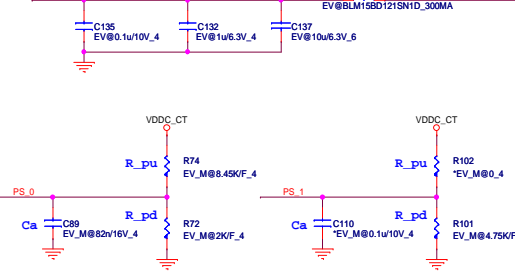 EV@BLM15BD121SN1D_300MA
C135
EV@0.1u/10V_4
C132
EV@1u/6.3V_4
C137
EV@10u/6.3V_6
VDDC_CT
VDDC_CT
R_pu
R74
EV_M@8.45K/F_4
R_pu
R102
*EV_M@0_4
PS_0
PS_1
Ca
C89
EV_M@82n/16V_4
R_pd
R72
EV_M@2K/F_4
Ca
C110
*EV_M@0.1u/10V_4
R_pd
R101
EV_M@4.75K/F